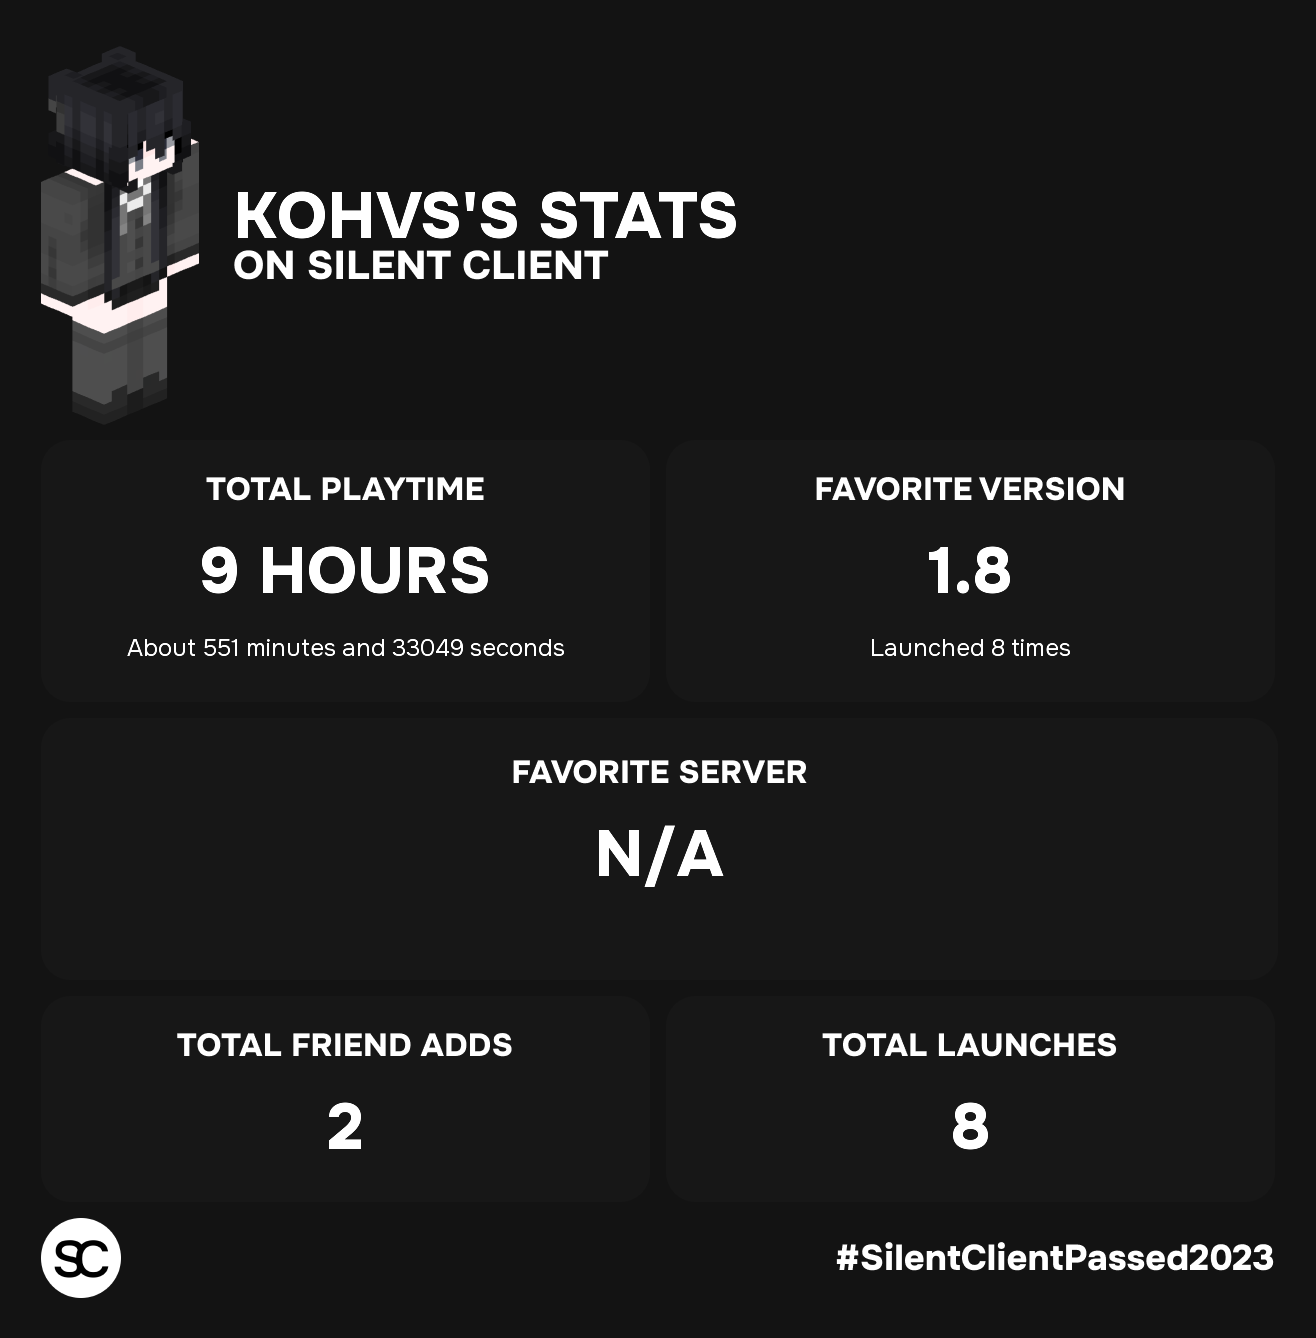 KOHVS'S STATS
ON SILENT CLIENT
TOTAL PLAYTIME
9 HOURS
About 551 minutes and 33049 seconds
FAVORITE VERSION
1.8
Launched 8 times
FAVORITE SERVER
N/A
TOTAL FRIEND ADDS
2
TOTAL LAUNCHES
8
SC
#SilentClientPassed2023